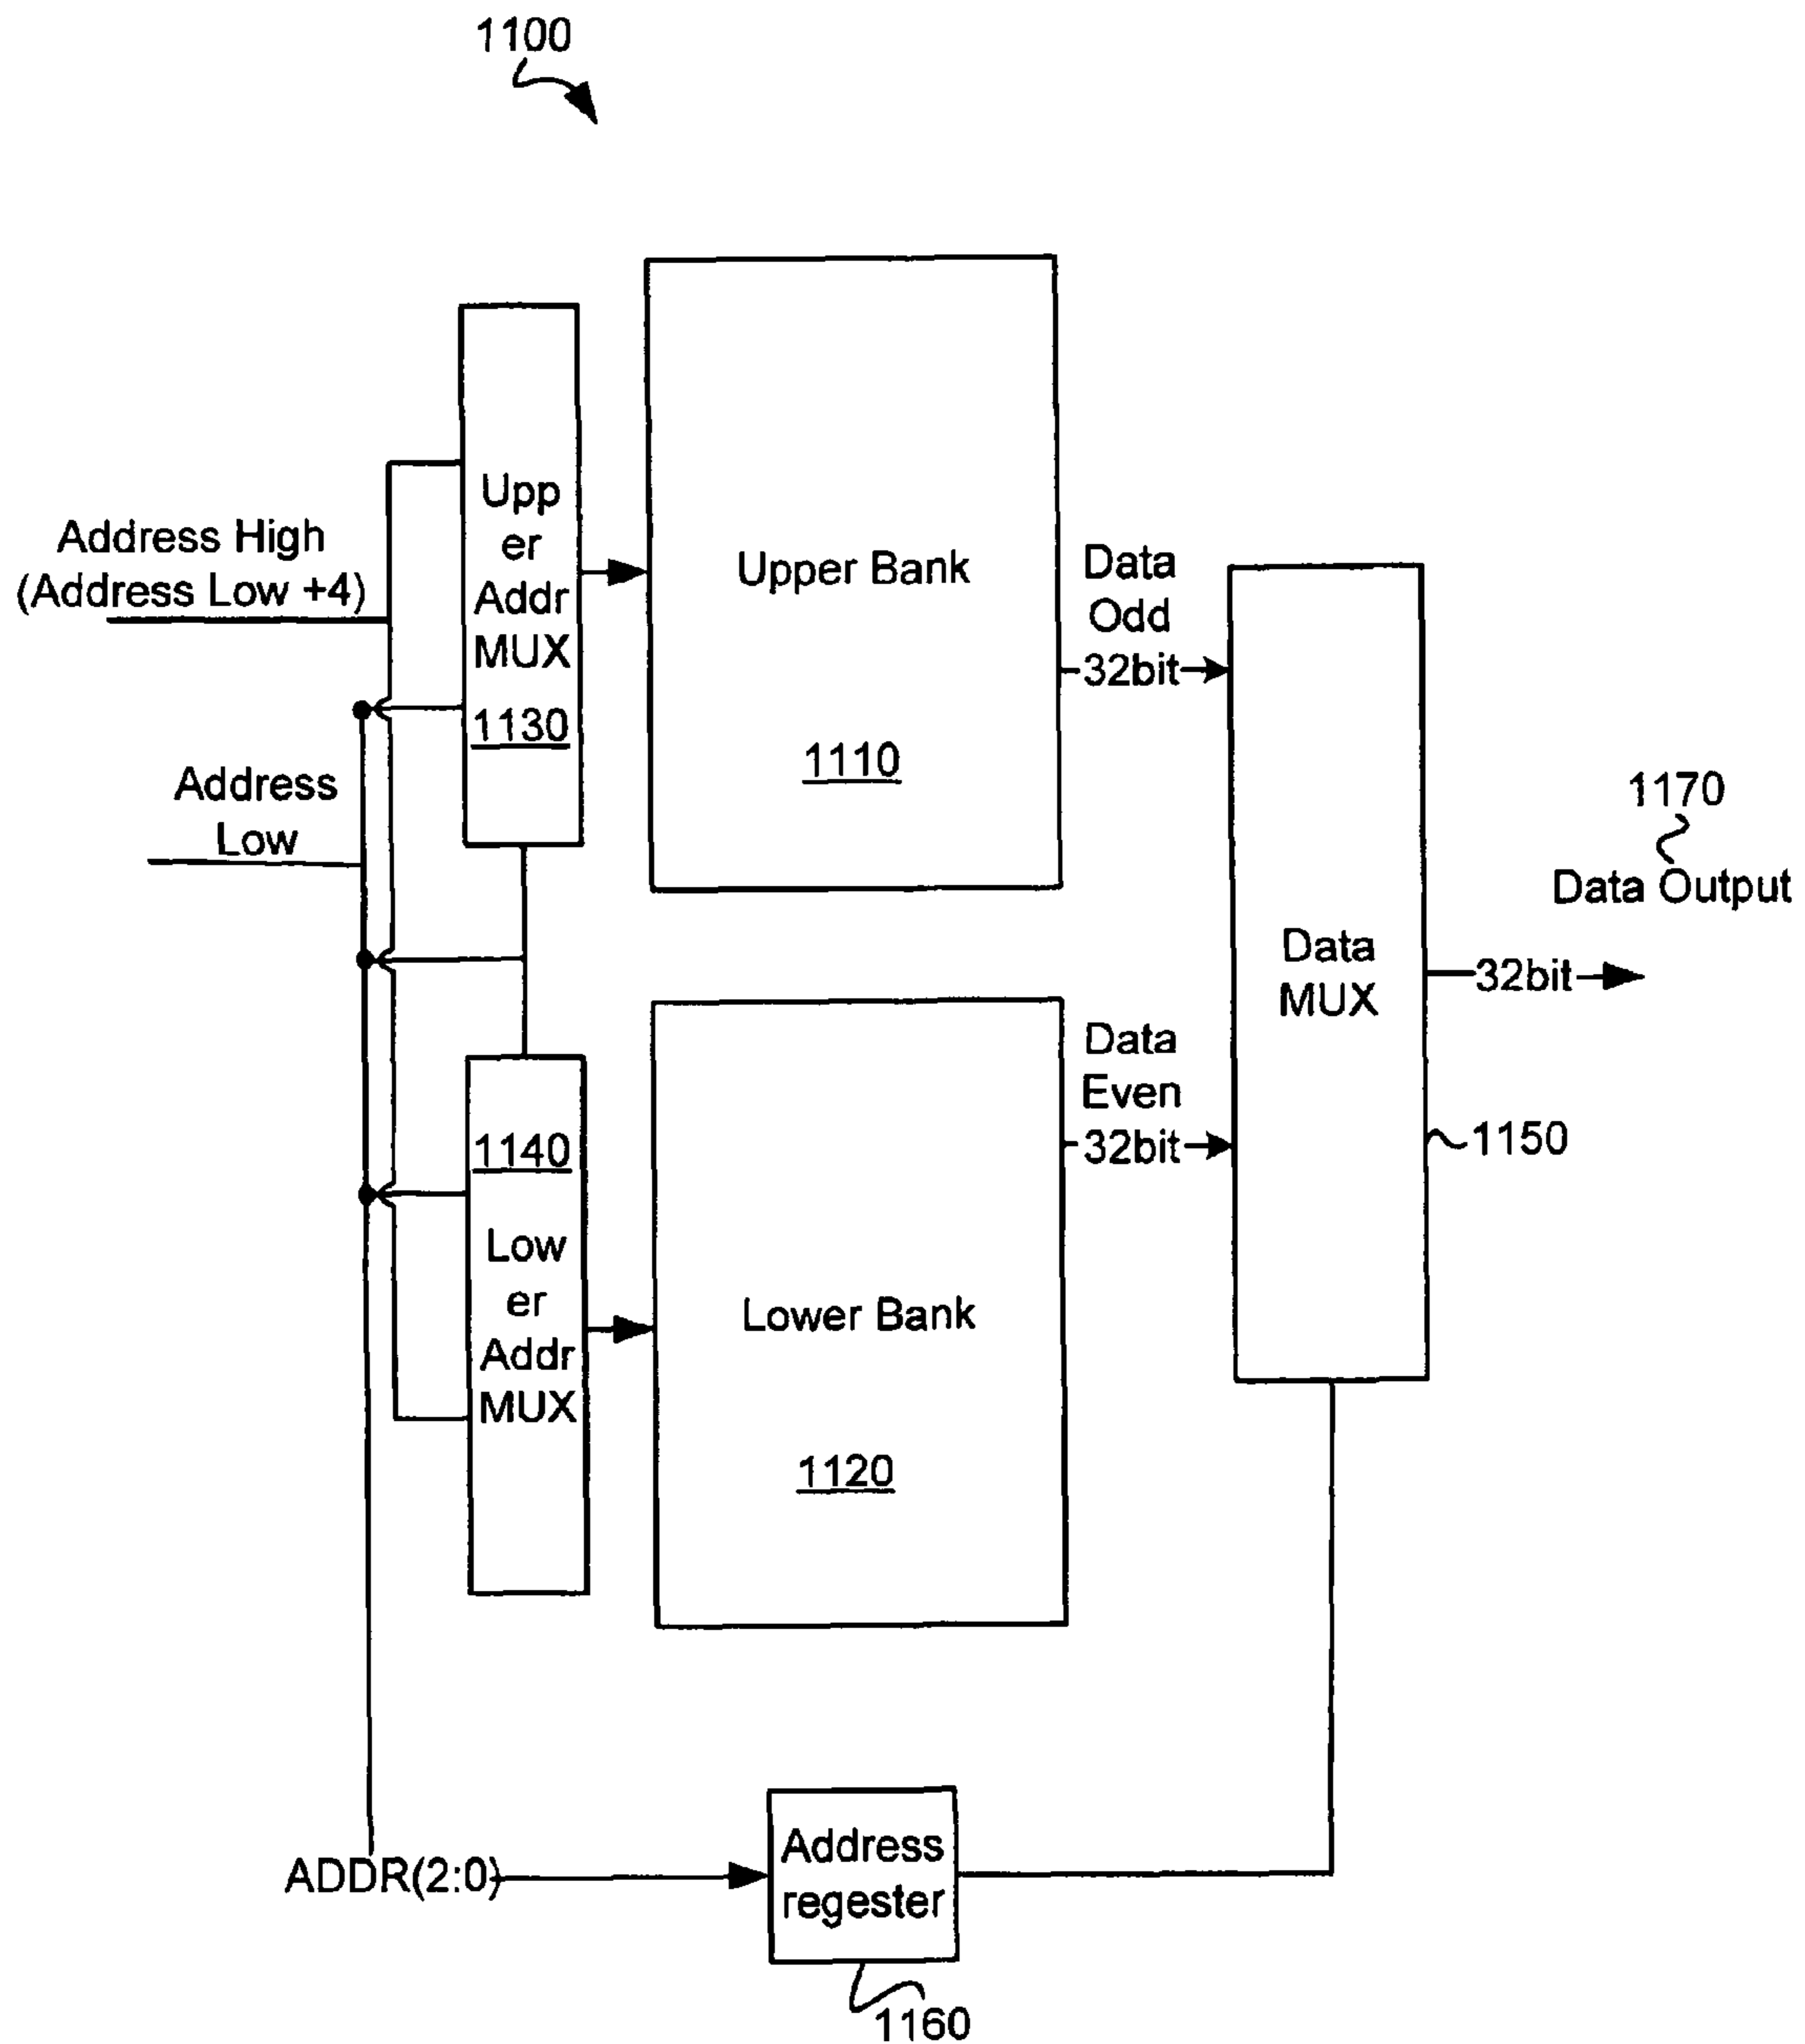 1100
Address High
(Address Low +4)
Upp
er
Addr
MUX
1130
Upper Bank
1110
Data
Odd
32bit
Address
Low
1170
Data Output
Data
MUX
32bit
1150
1140
Low
er
Addr
MUX
Lower Bank
1120
Data
Even
32bit
ADDR(2:0)
Address
regester
1160